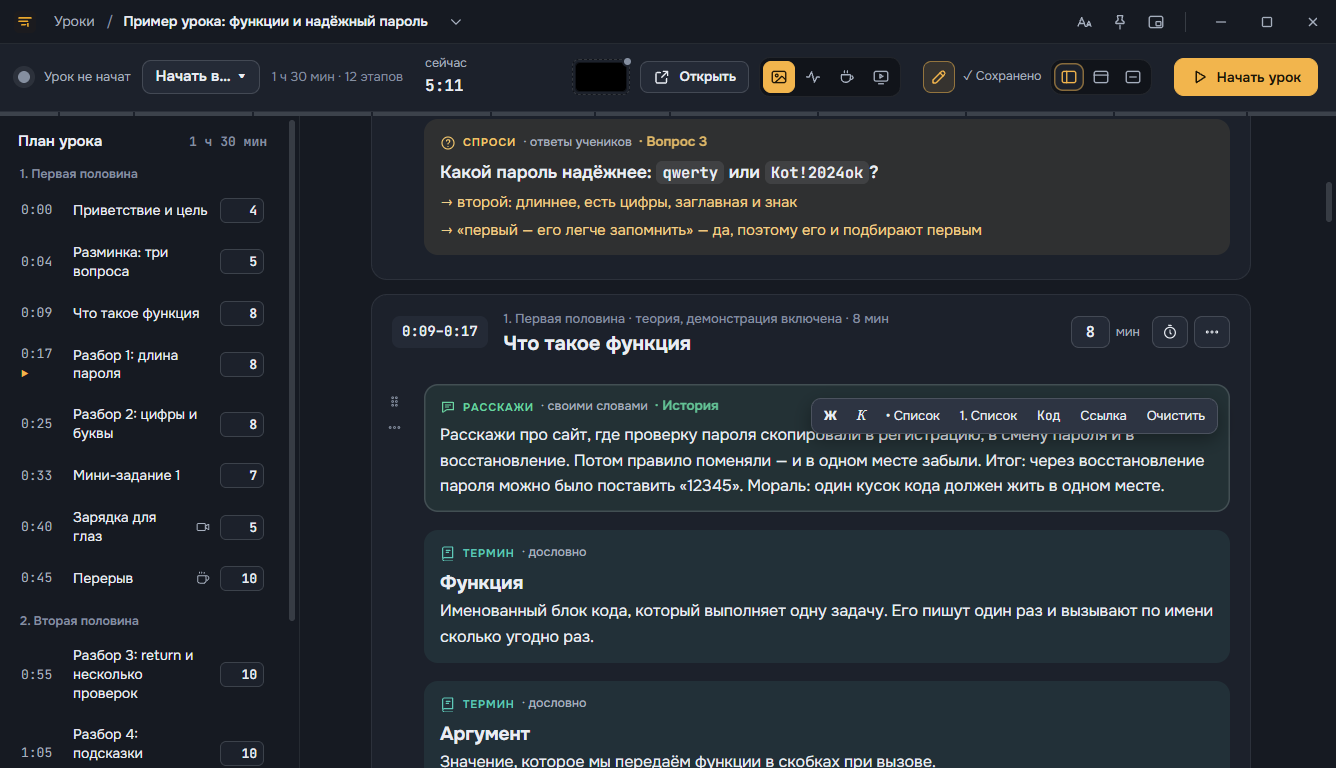 Уроки / Пример урока: функции и надёжный пароль
Aᴀ
Урок не начат
Начать в...
1 ч 30 мин · 12 этапов
сейчас
5:11
Открыть
✓ Сохранено
Начать урок
План урока
1 ч 30 мин
1. Первая половина
0:00 Приветствие и цель 4
0:04 Разминка: три вопроса 5
0:09 Что такое функция 8
0:17 Разбор 1: длина пароля 8
0:25 Разбор 2: цифры и буквы 8
0:33 Мини-задание 1 7
0:40 Зарядка для глаз 5
0:45 Перерыв 10
2. Вторая половина
0:55 Разбор 3: return и несколько проверок 10
1:05 Разбор 4: подсказки 10
СПРОСИ · ответы учеников · Вопрос 3
Какой пароль надёжнее: qwerty или Kot!2024ok ?
→ второй: длиннее, есть цифры, заглавная и знак
→ «первый — его легче запомнить» — да, поэтому его и подбирают первым
0:09–0:17
1. Первая половина · теория, демонстрация включена · 8 мин
Что такое функция
8 мин
РАССКАЖИ · своими словами · История
Ж К • Список 1. Список Код Ссылка Очистить
Расскажи про сайт, где проверку пароля скопировали в регистрацию, в смену пароля и в
восстановление. Потом правило поменяли — и в одном месте забыли. Итог: через восстановление
пароля можно было поставить «12345». Мораль: один кусок кода должен жить в одном месте.
ТЕРМИН · дословно
Функция
Именованный блок кода, который выполняет одну задачу. Его пишут один раз и вызывают по имени
сколько угодно раз.
ТЕРМИН · дословно
Аргумент
Значение, которое мы передаём функции в скобках при вызове.